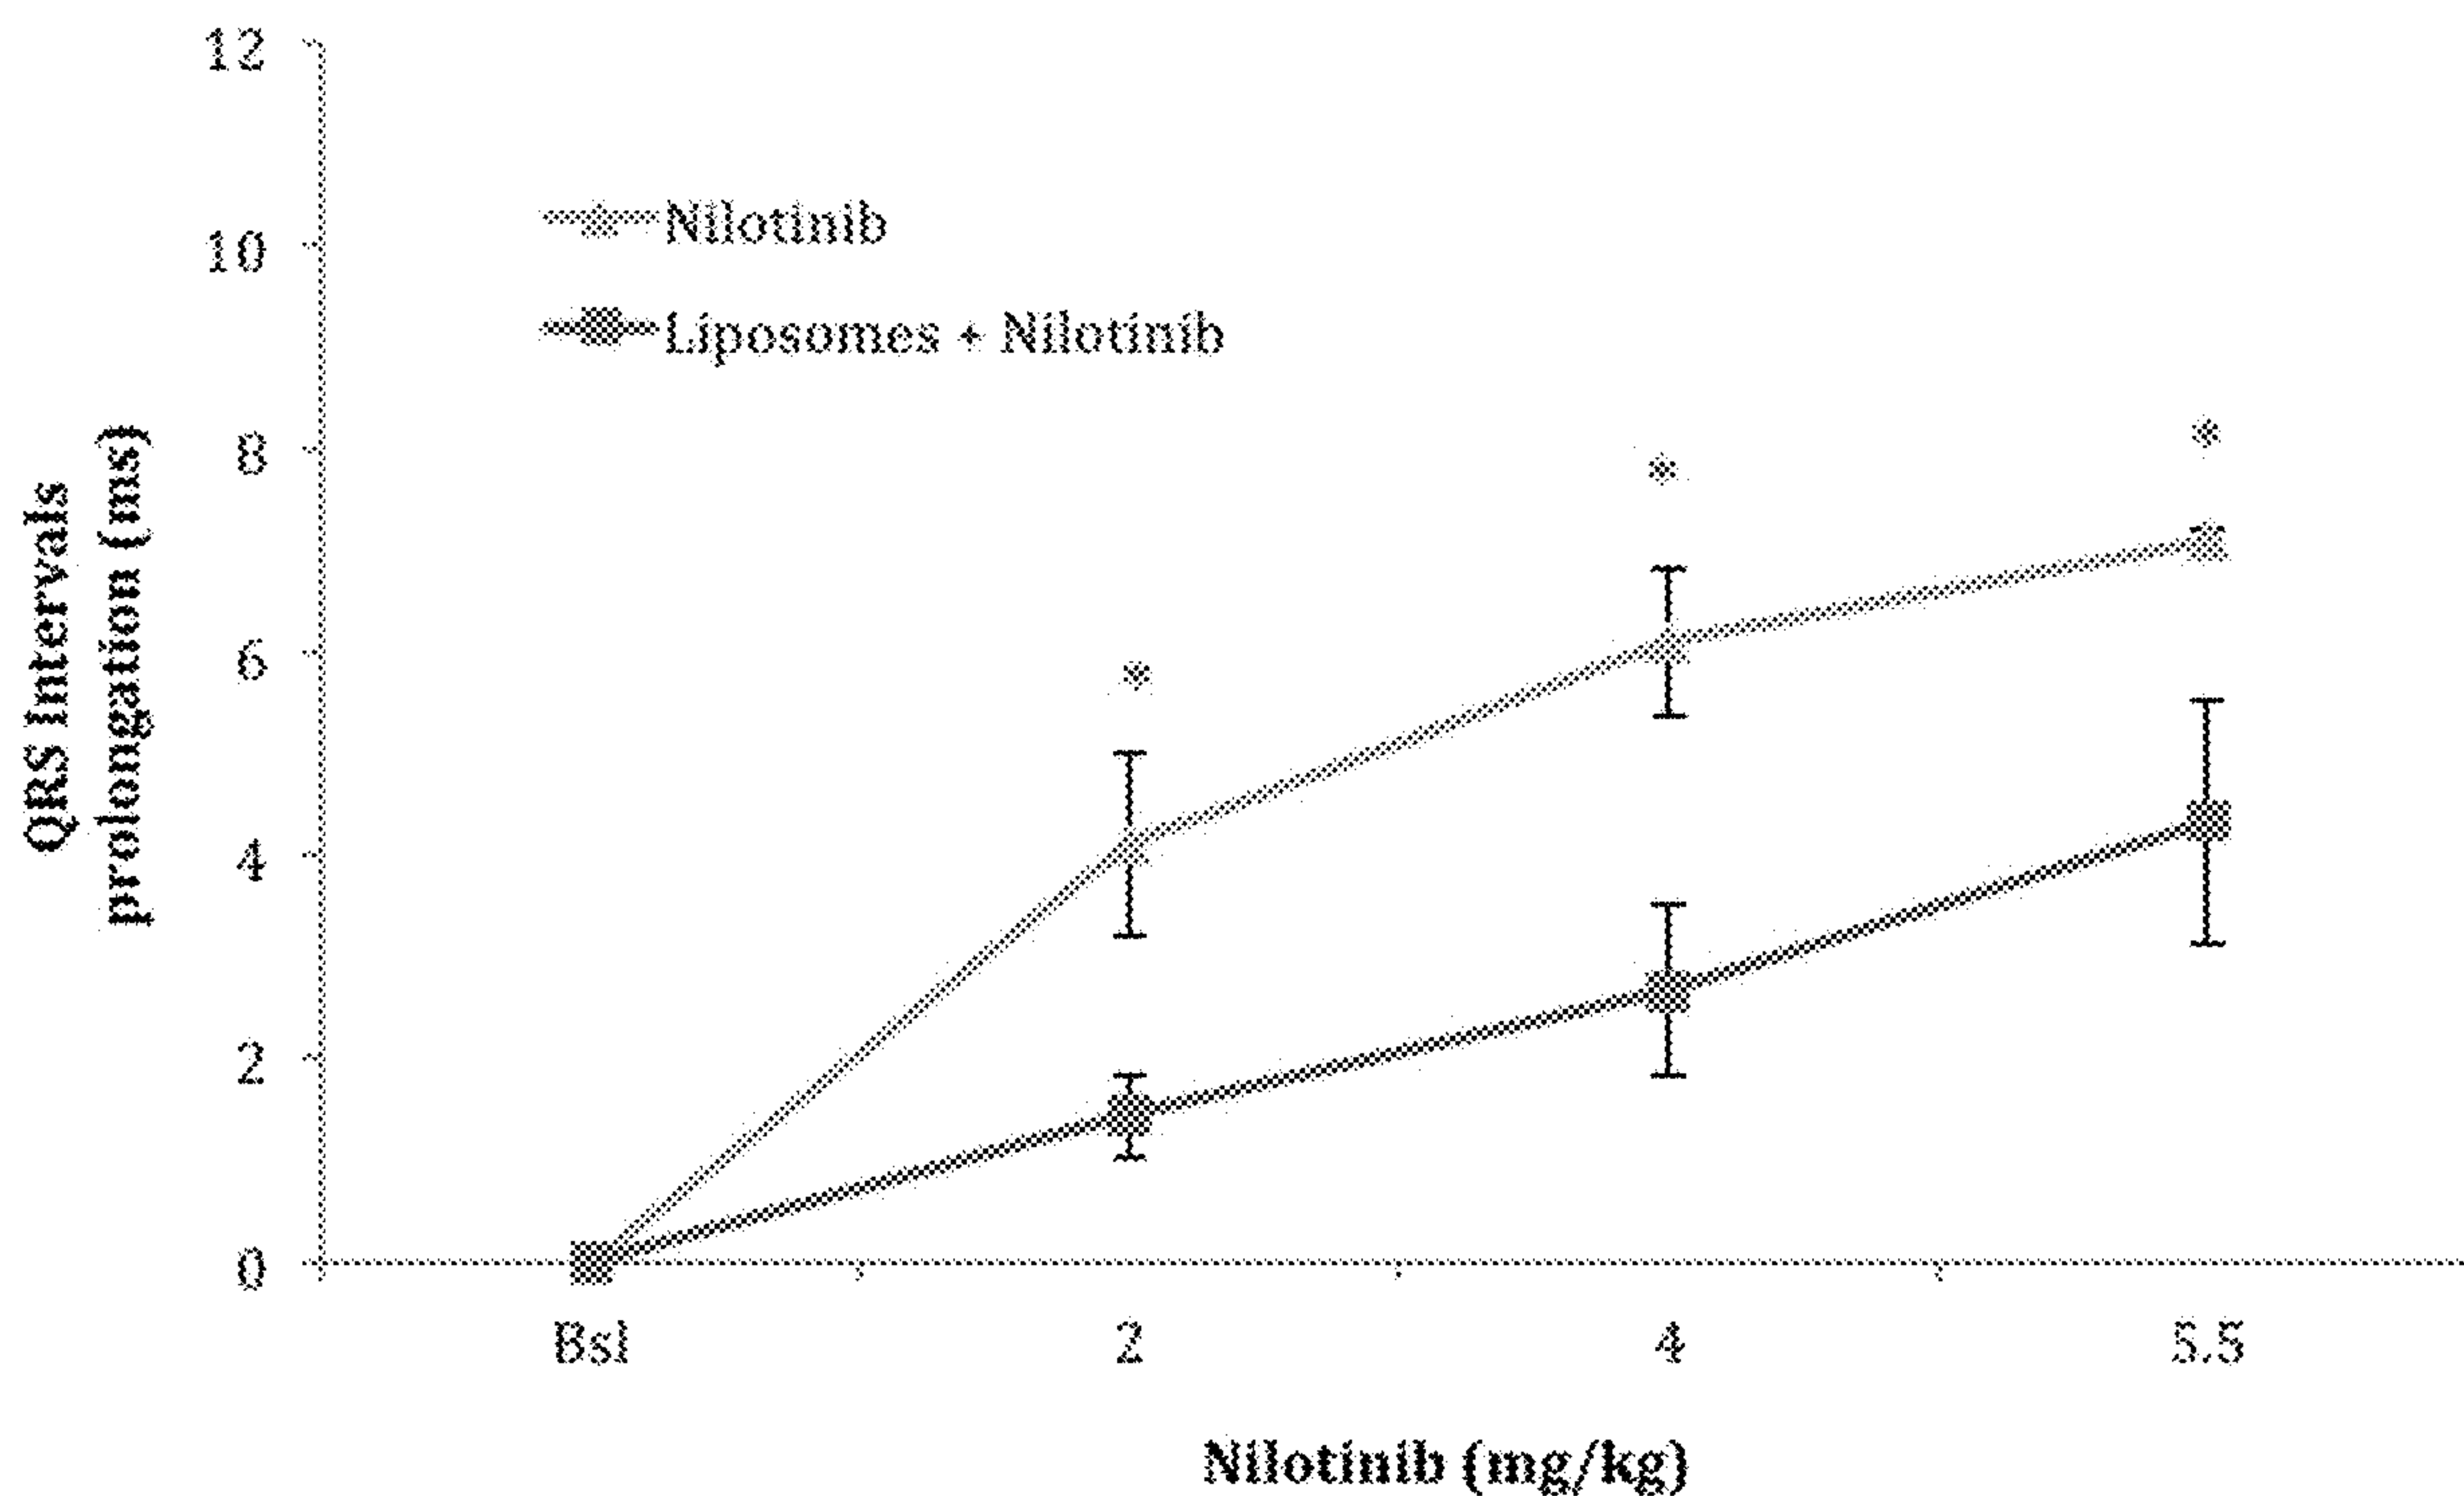 12
10
8
6
4
2
0
QRS Intervals
prolongation (ms)
Nilotinib
Liposomes + Nilotinib
*
*
*
Bsl 2 4 5.5
Nilotinib (mg/kg)